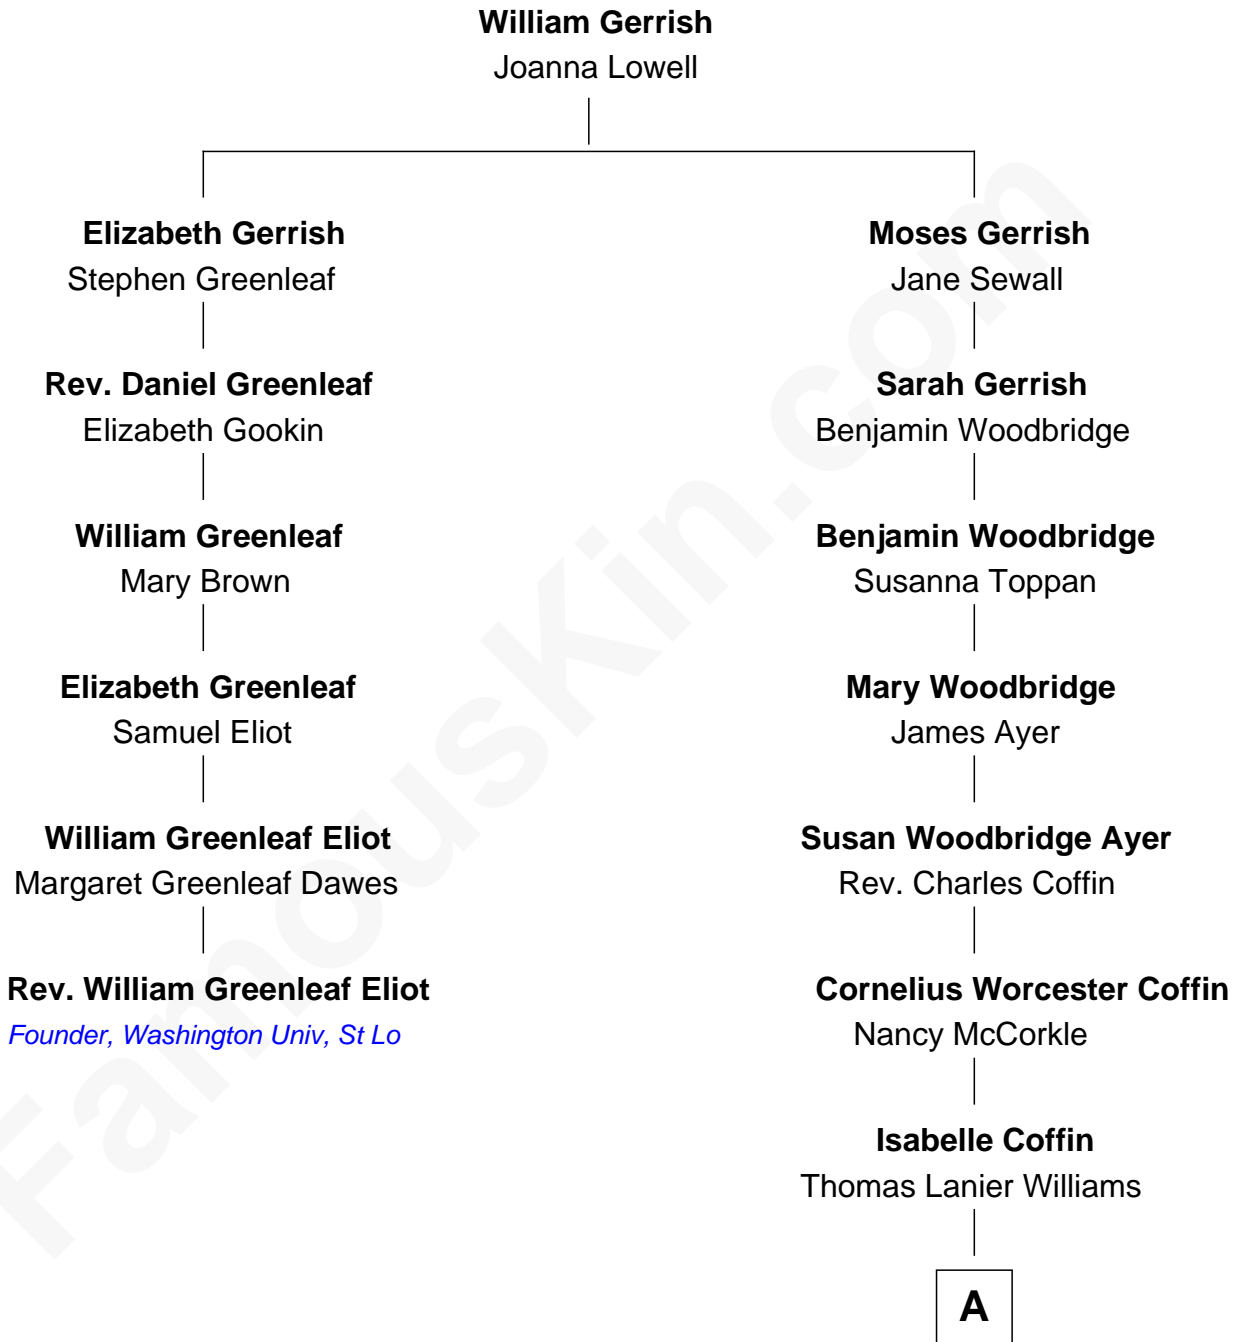 William Gerrish
Joanna Lowell
Elizabeth Gerrish
Stephen Greenleaf
Rev. Daniel Greenleaf
Elizabeth Gookin
William Greenleaf
Mary Brown
Elizabeth Greenleaf
Samuel Eliot
William Greenleaf Eliot
Margaret Greenleaf Dawes
Rev. William Greenleaf Eliot
Founder, Washington Univ, St Lo
Moses Gerrish
Jane Sewall
Sarah Gerrish
Benjamin Woodbridge
Benjamin Woodbridge
Susanna Toppan
Mary Woodbridge
James Ayer
Susan Woodbridge Ayer
Rev. Charles Coffin
Cornelius Worcester Coffin
Nancy McCorkle
Isabelle Coffin
Thomas Lanier Williams
A
FamousKin.com